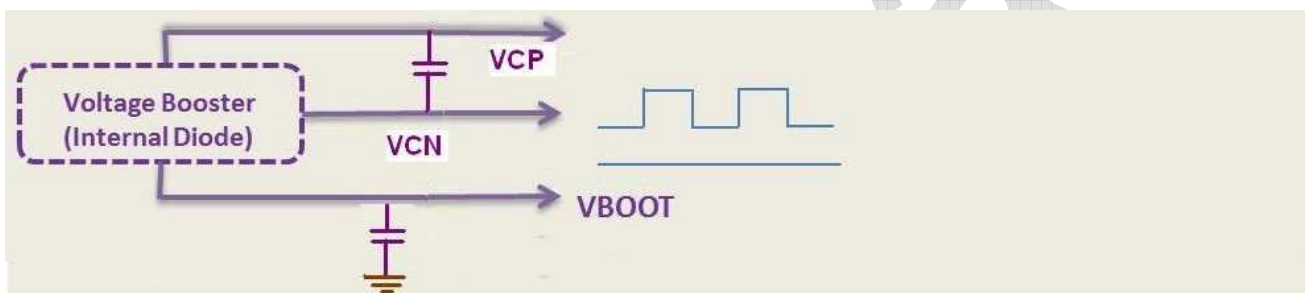 VCP
Voltage Booster
(Internal Diode)
VCN
VBOOT